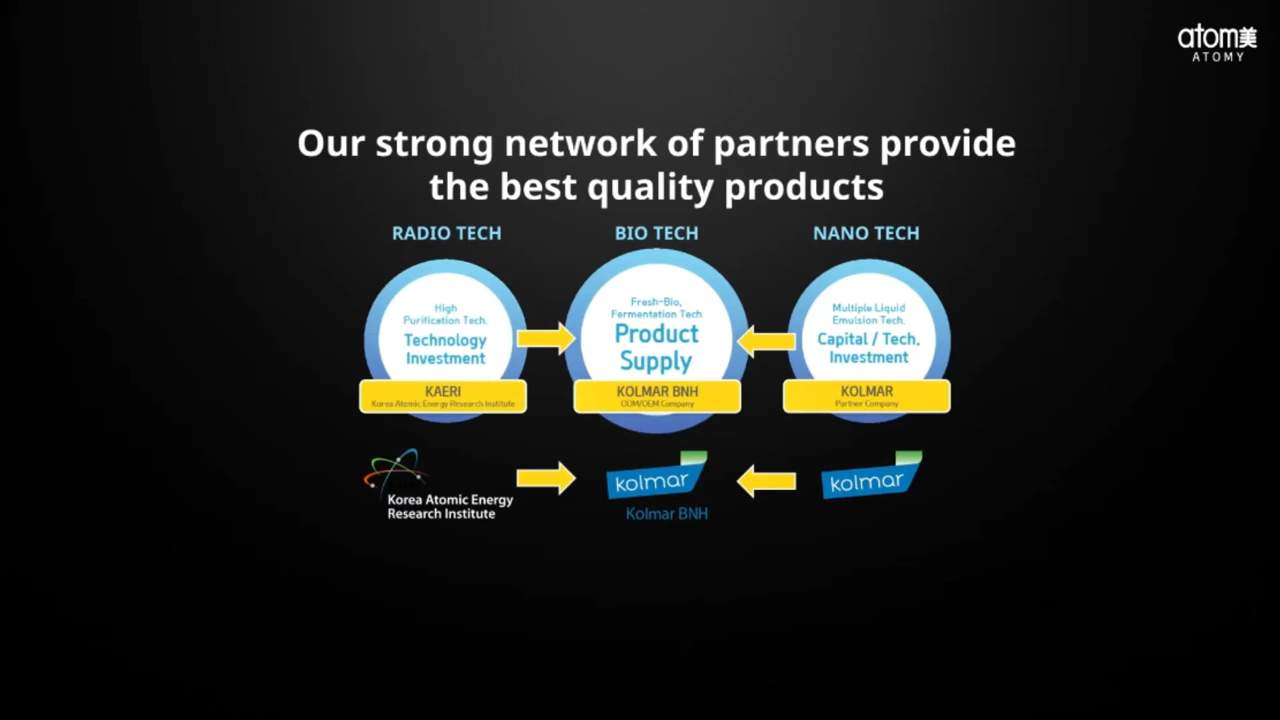 atom美
ATOMY
Our strong network of partners provide
the best quality products
RADIO TECH
BIO TECH
NANO TECH
High
Purification Tech.
Technology
Investment
KAERI
Korea Atomic Energy Research Institute
Fresh-Bio,
Fermentation Tech
Product
Supply
KOLMAR BNH
ODM/OEM Company
Multiple Liquid
Emulsion Tech.
Capital / Tech.
Investment
KOLMAR
Partner Company
Korea Atomic Energy
Research Institute
kolmar
Kolmar BNH
kolmar